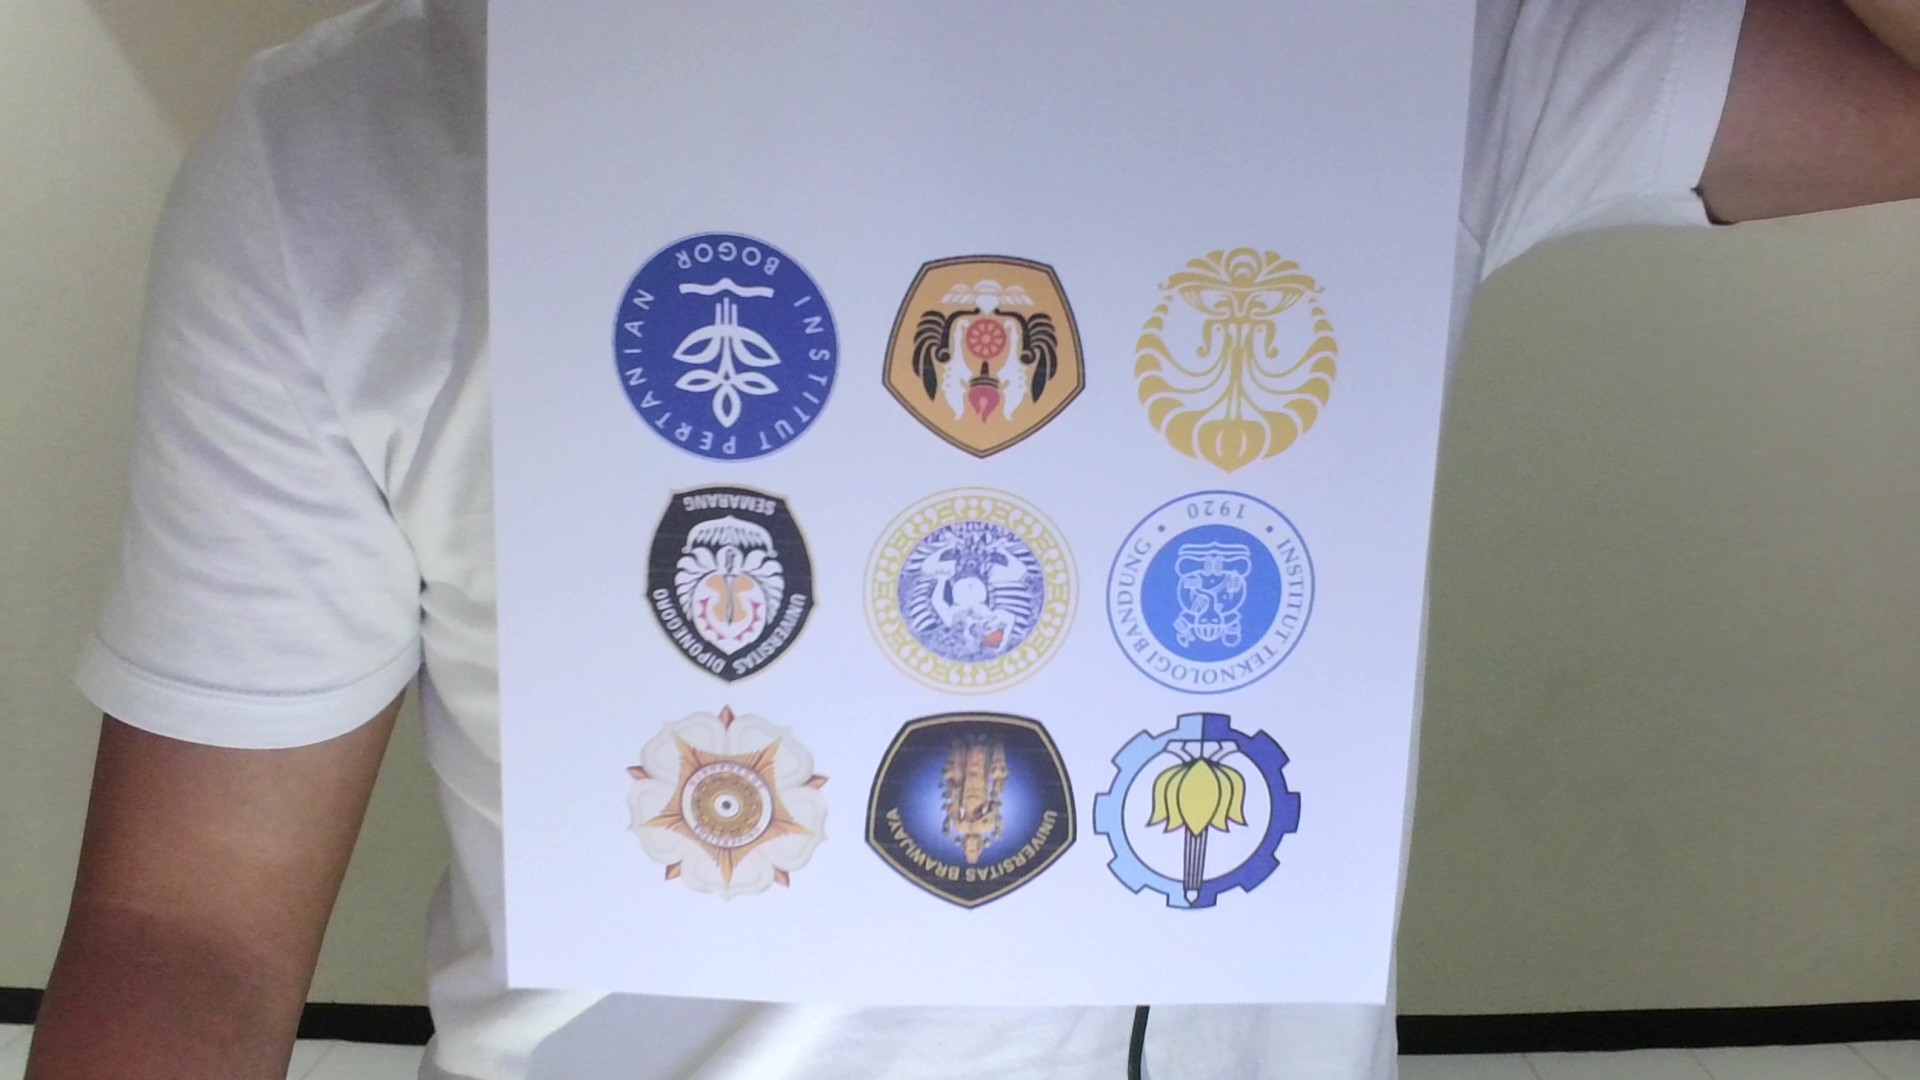 UNIVERSITAS BRAWIJAYA
INSTITUT TEKNOLOGI BANDUNG
1920
UNIVERSITAS DIPONEGORO
SEMARANG
INSTITUT PERTANIAN
BOGOR